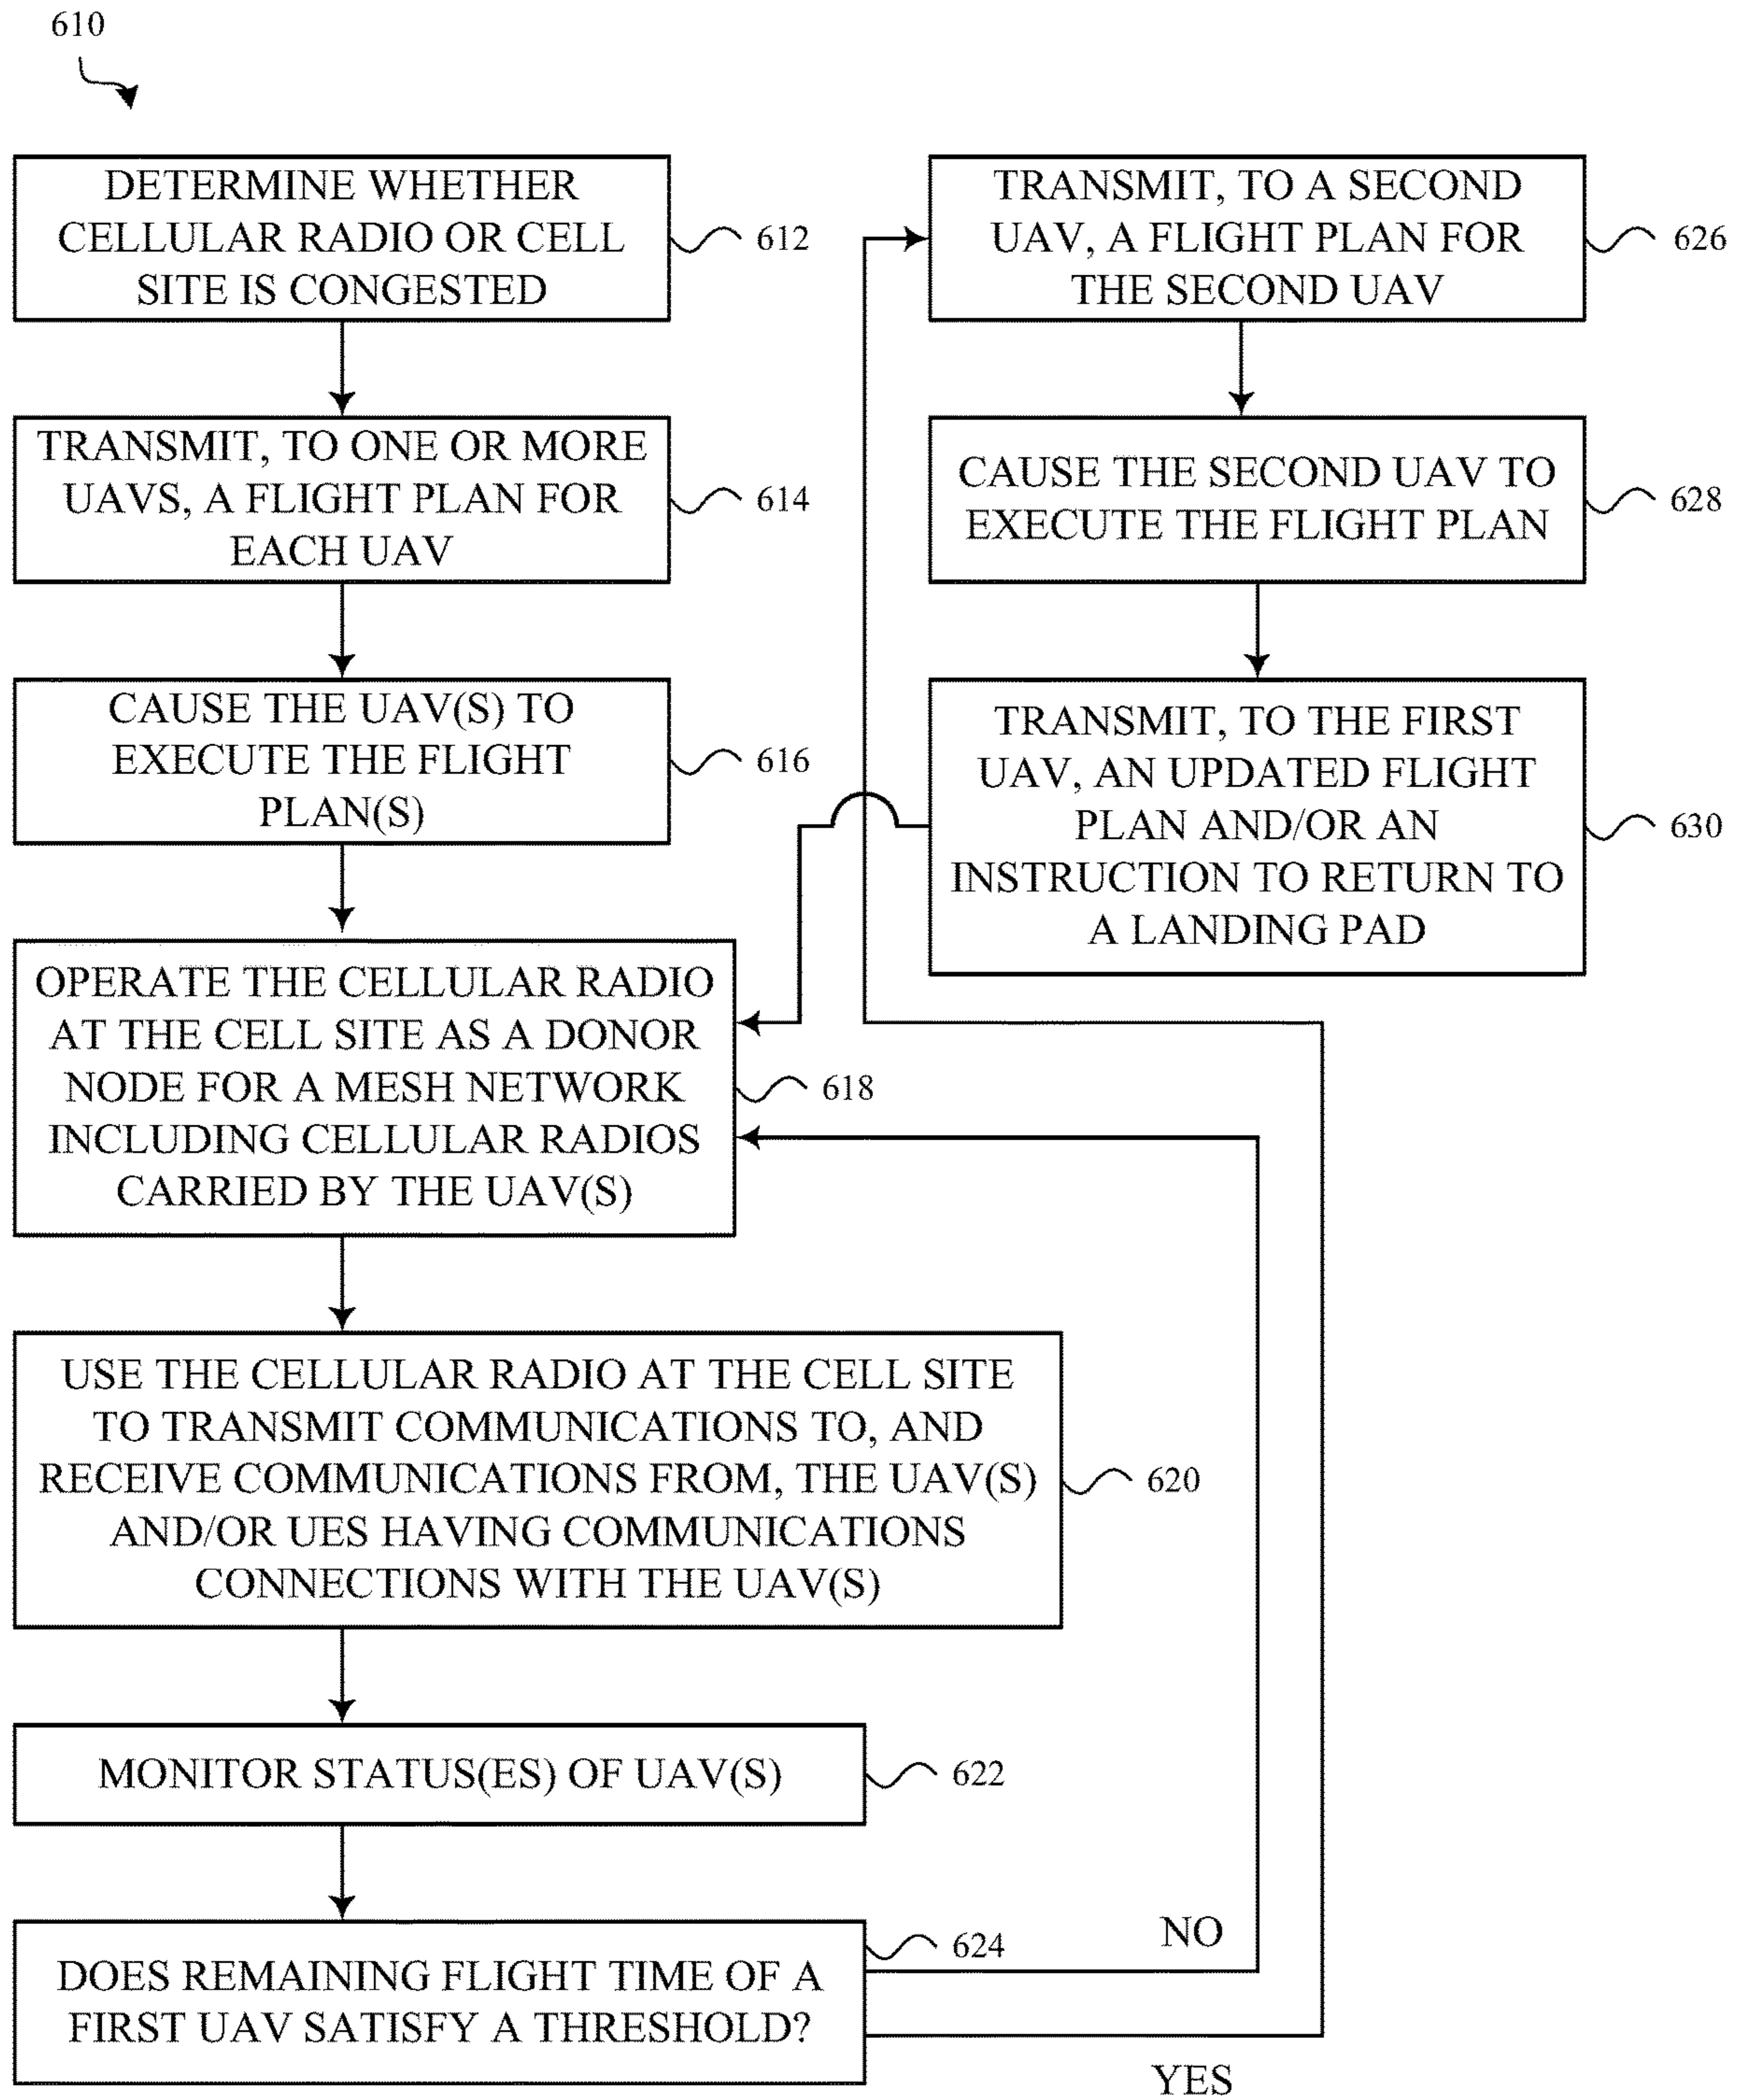 610
DETERMINE WHETHER
CELLULAR RADIO OR CELL
SITE IS CONGESTED
612
TRANSMIT, TO ONE OR MORE
UAVS, A FLIGHT PLAN FOR
EACH UAV
614
CAUSE THE UAV(S) TO
EXECUTE THE FLIGHT
PLAN(S)
616
OPERATE THE CELLULAR RADIO
AT THE CELL SITE AS A DONOR
NODE FOR A MESH NETWORK
INCLUDING CELLULAR RADIOS
CARRIED BY THE UAV(S)
618
USE THE CELLULAR RADIO AT THE CELL SITE
TO TRANSMIT COMMUNICATIONS TO, AND
RECEIVE COMMUNICATIONS FROM, THE UAV(S)
AND/OR UES HAVING COMMUNICATIONS
CONNECTIONS WITH THE UAV(S)
620
MONITOR STATUS(ES) OF UAV(S)
622
DOES REMAINING FLIGHT TIME OF A
FIRST UAV SATISFY A THRESHOLD?
624
NO
YES
TRANSMIT, TO A SECOND
UAV, A FLIGHT PLAN FOR
THE SECOND UAV
626
CAUSE THE SECOND UAV TO
EXECUTE THE FLIGHT PLAN
628
TRANSMIT, TO THE FIRST
UAV, AN UPDATED FLIGHT
PLAN AND/OR AN
INSTRUCTION TO RETURN TO
A LANDING PAD
630